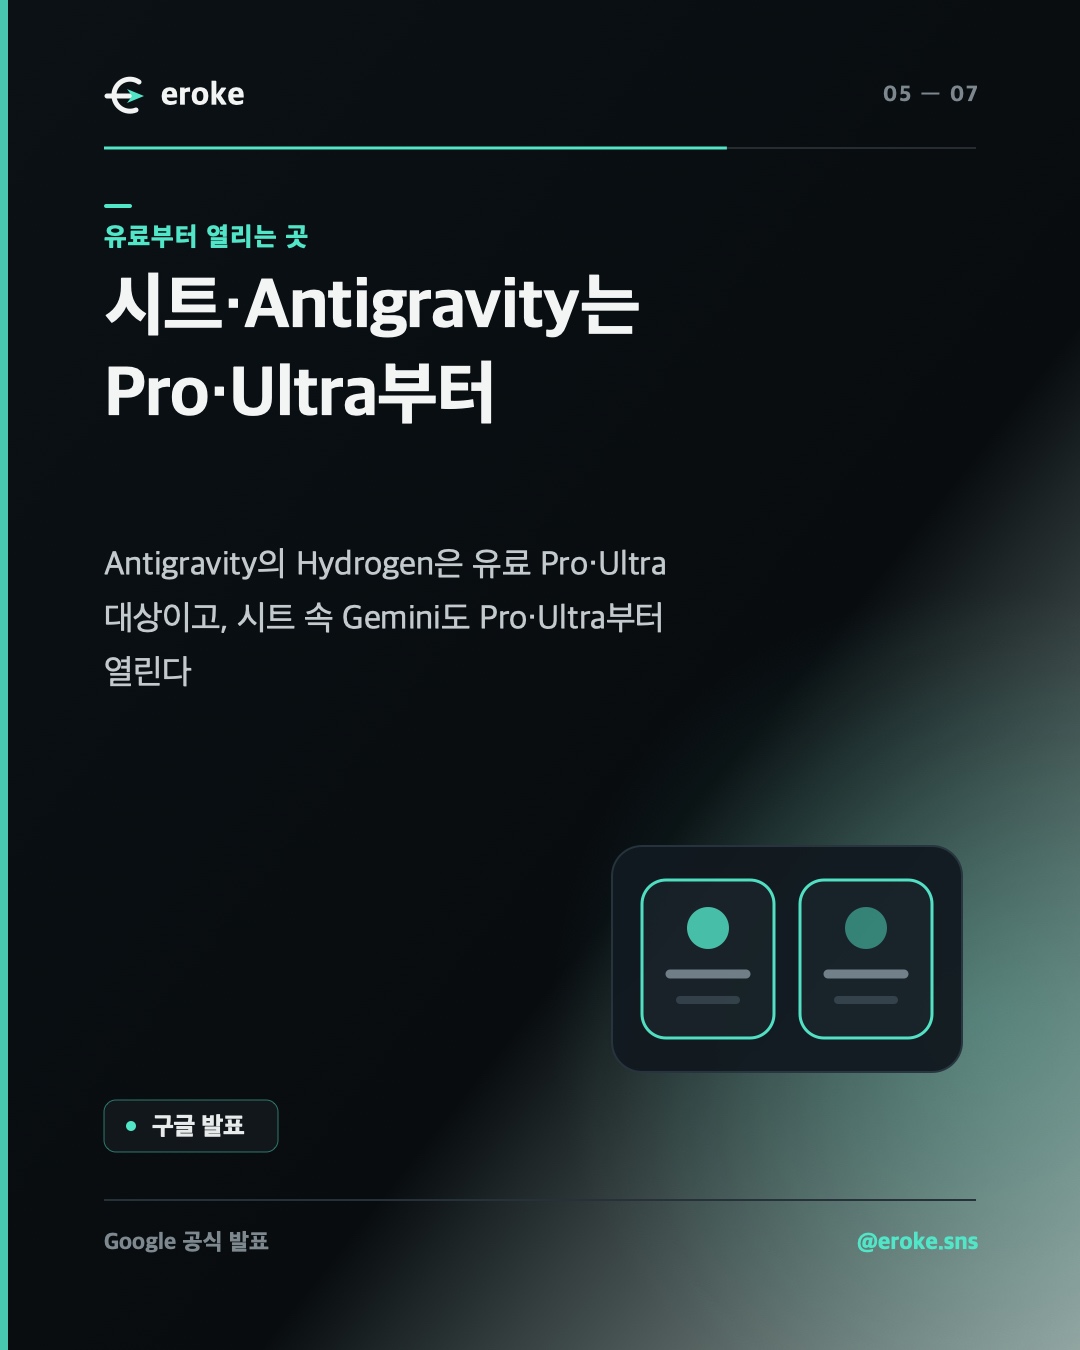 eroke
05 — 07
유료부터 열리는 곳
시트·Antigravity는
Pro·Ultra부터
Antigravity의 Hydrogen은 유료 Pro·Ultra
대상이고, 시트 속 Gemini도 Pro·Ultra부터
열린다
구글 발표
Google 공식 발표
@eroke.sns